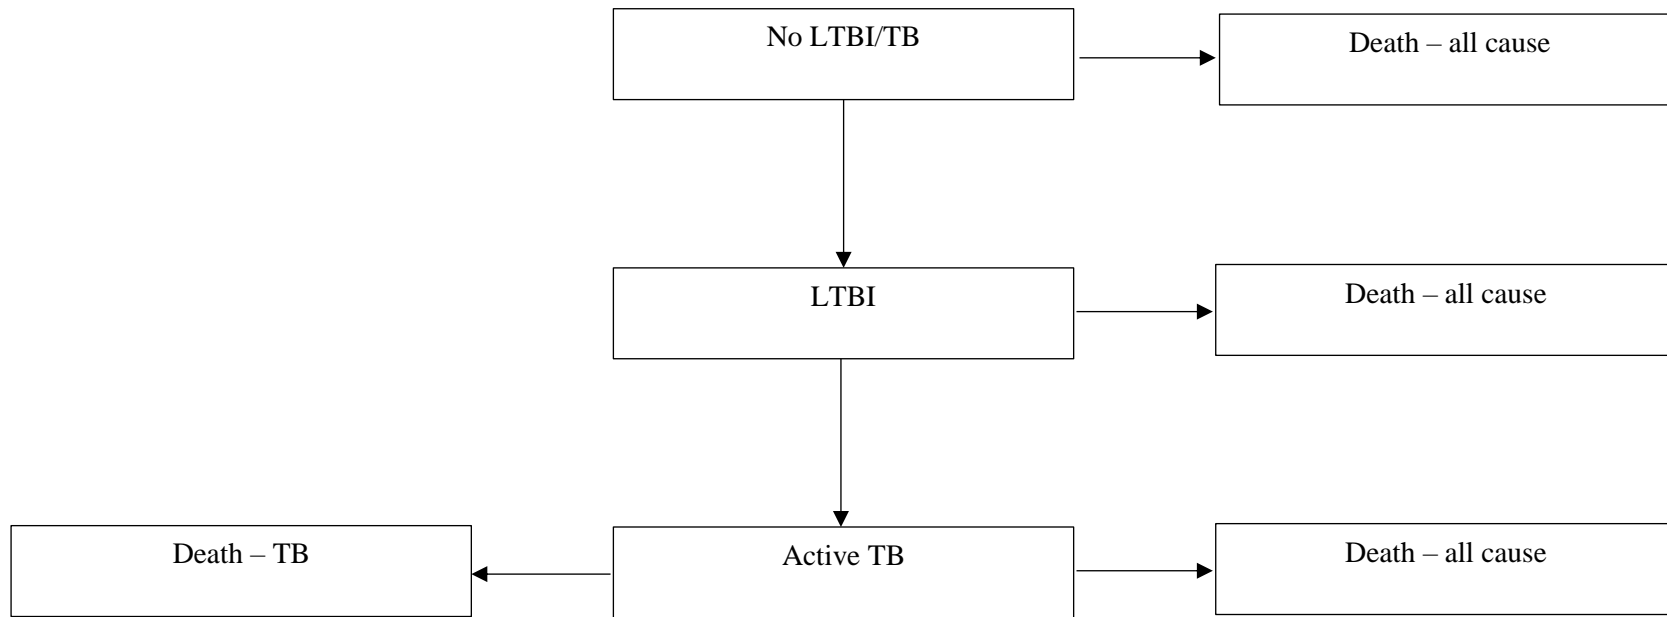 No LTBI/TB
Death – all cause
LTBI
Death – all cause
Death – TB
Active TB
Death – all cause